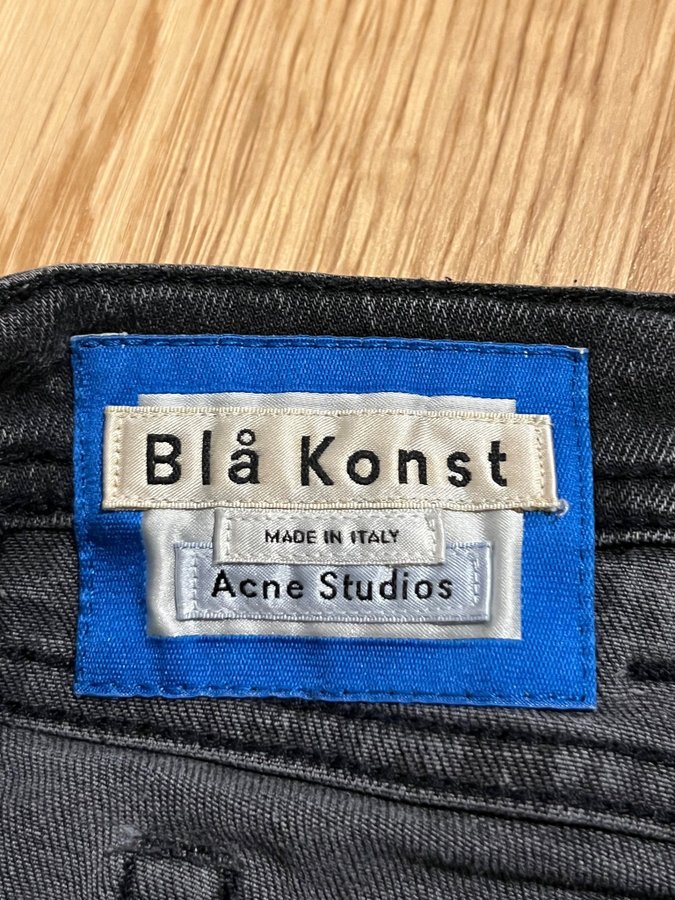 Blå Konst
MADE IN ITALY
Acne Studios